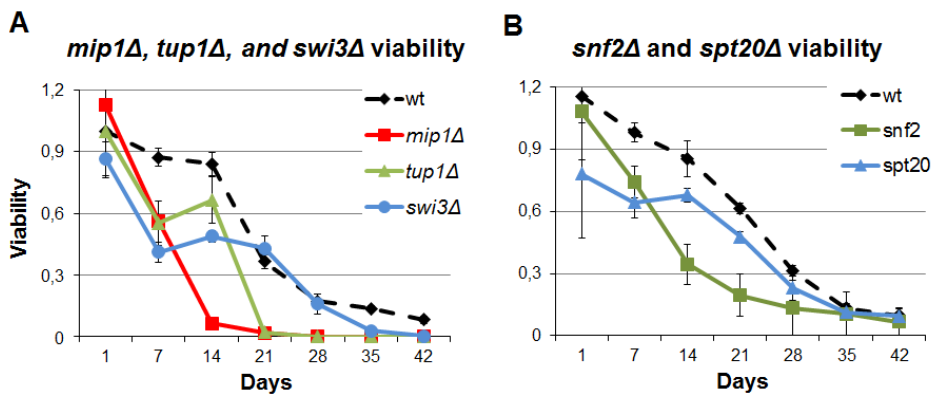 A
mip1Δ, tup1Δ, and swi3Δ viability
1,2
0,9
0,6
0,3
0
Viability
1 7 14 21 28 35 42
Days
wt
mip1Δ
tup1Δ
swi3Δ
B
snf2Δ and spt20Δ viability
1,2
0,9
0,6
0,3
0
1 7 14 21 28 35 42
Days
wt
snf2
spt20